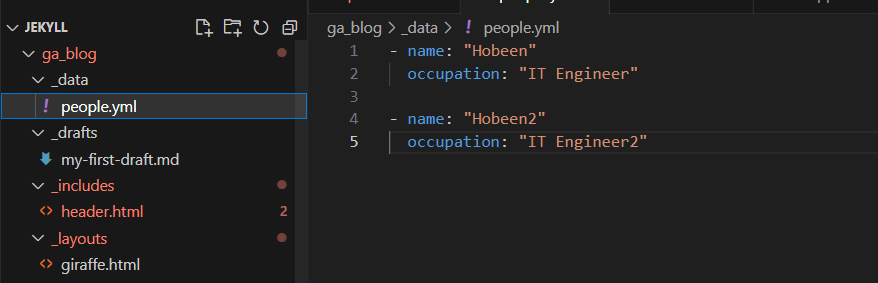 JEKYLL
ga_blog
_data
! people.yml
_drafts
my-first-draft.md
_includes
<> header.html 2
_layouts
<> giraffe.html
ga_blog > _data > ! people.yml
1 - name: "Hobeen"
2 occupation: "IT Engineer"
3
4 - name: "Hobeen2"
5 occupation: "IT Engineer2"